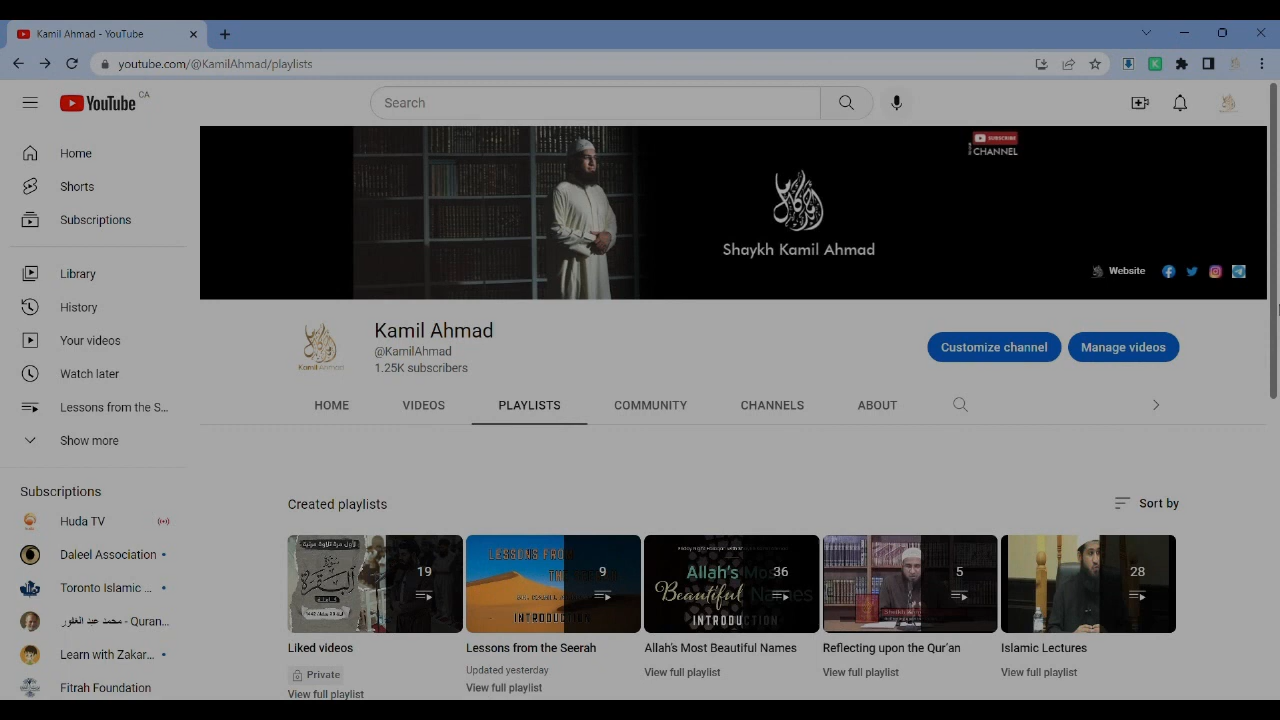 Kamil Ahmad - YouTube
youtube.com/@KamilAhmad/playlists
YouTube CA
Search
Home
Shorts
Subscriptions
Library
History
Your videos
Watch later
Lessons from the S...
Show more
Subscriptions
Huda TV
Daleel Association
Toronto Islamic ...
محمد عبد الغفور - Quran...
Learn with Zakar...
Fitrah Foundation
SUBSCRIBE
CHANNEL
Shaykh Kamil Ahmad
Website
Kamil Ahmad
Kamil Ahmad
@KamilAhmad
1.25K subscribers
Customize channel
Manage videos
HOME
VIDEOS
PLAYLISTS
COMMUNITY
CHANNELS
ABOUT
Created playlists
Sort by
19
Liked videos
Private
View full playlist
LESSONS FROM
9
INTRODUCTION
Lessons from the Seerah
Updated yesterday
View full playlist
Allah's Most
Beautiful Names
36
INTRODUCTION
Allah's Most Beautiful Names
View full playlist
5
Reflecting upon the Qur'an
View full playlist
28
Islamic Lectures
View full playlist